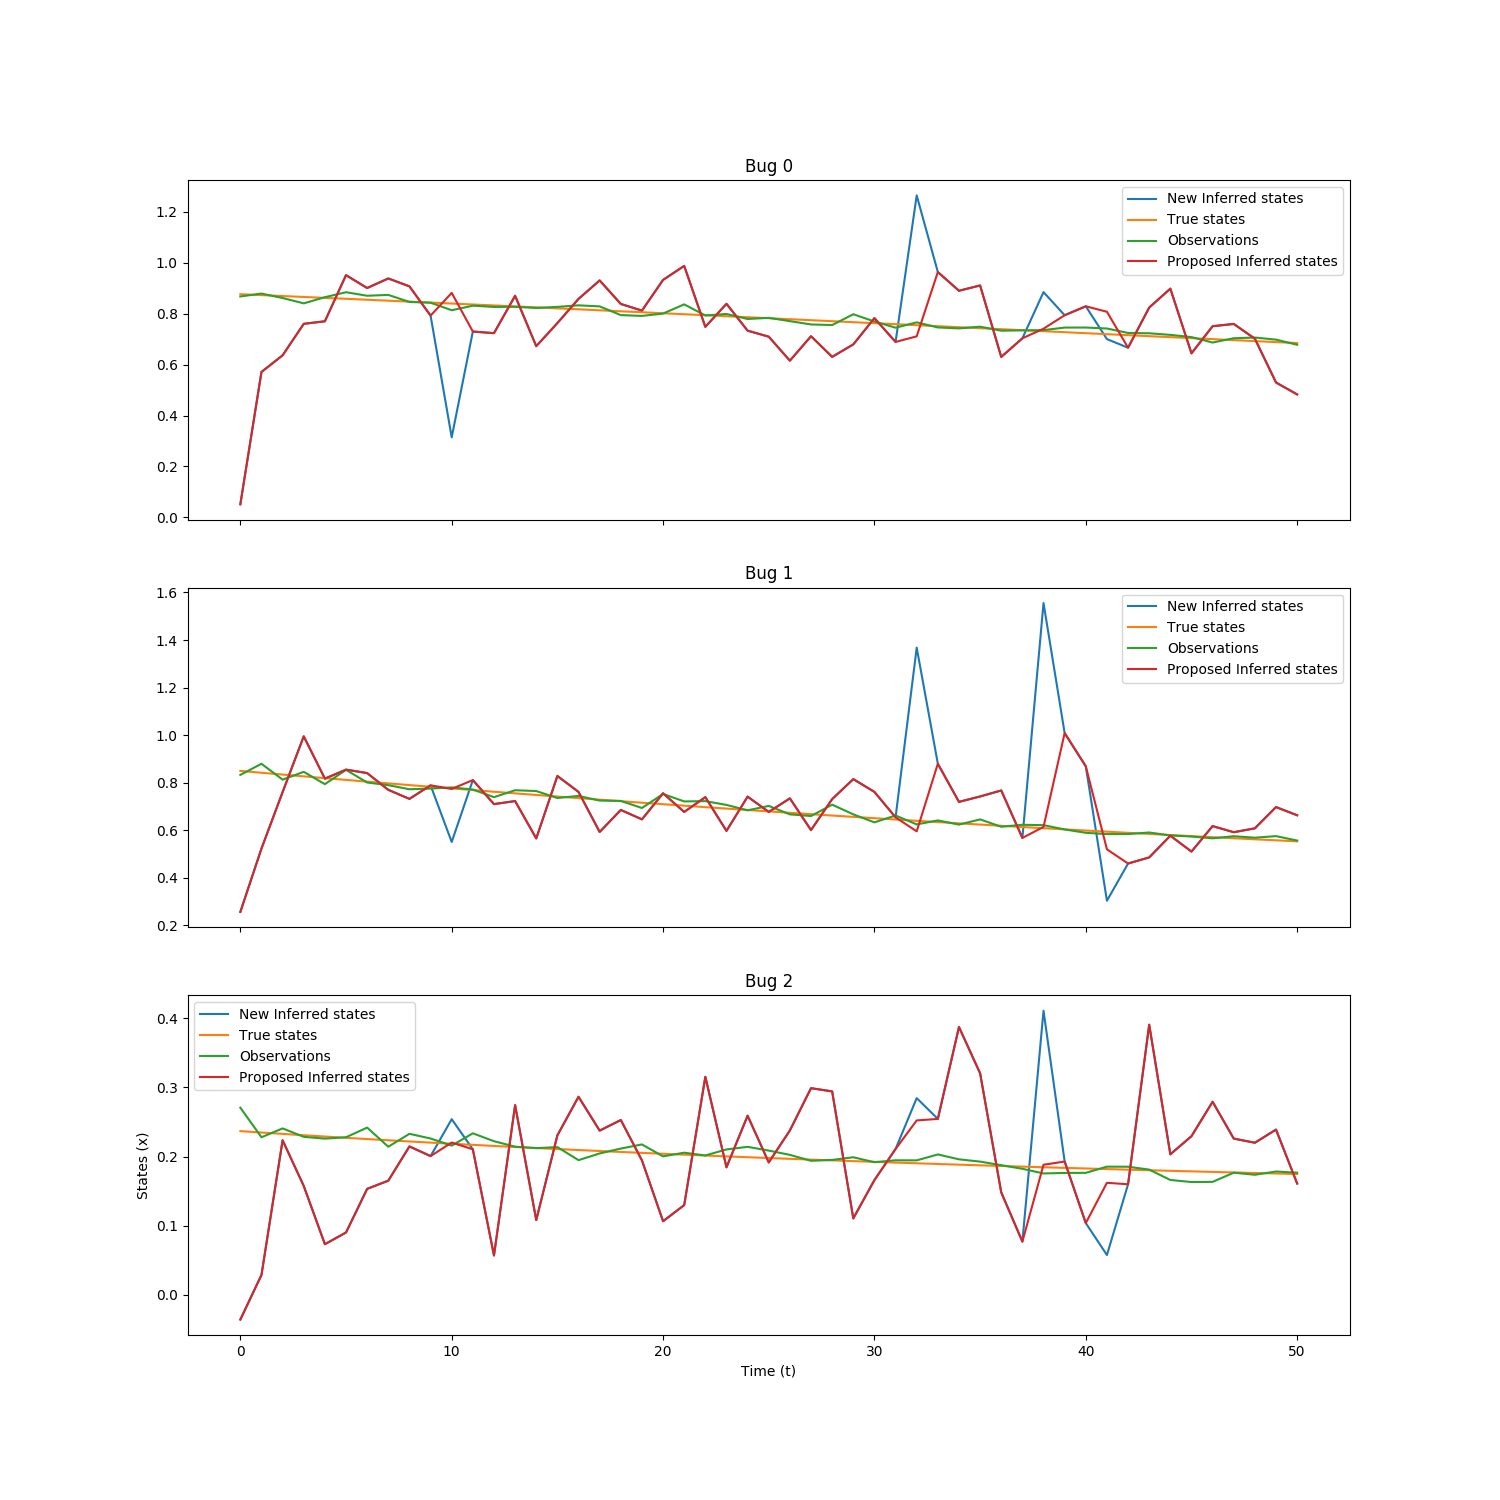 Bug 0
1.2
1.0
0.8
0.6
0.4
0.2
0.0
New Inferred states
True states
Observations
Proposed Inferred states
Bug 1
1.6
1.4
1.2
1.0
0.8
0.6
0.4
0.2
New Inferred states
True states
Observations
Proposed Inferred states
Bug 2
0.4
0.3
0.2
0.1
0.0
New Inferred states
True states
Observations
Proposed Inferred states
States (x)
0 10 20 30 40 50
Time (t)